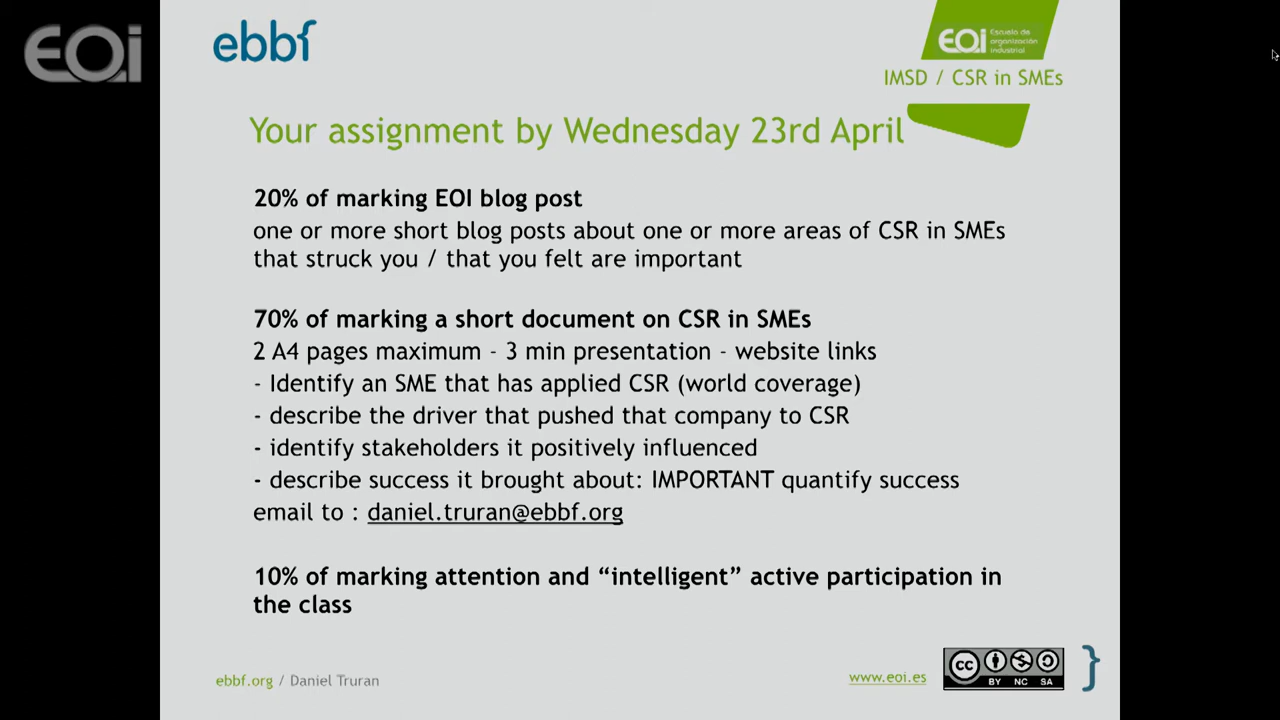 EOi
ebbf
EOi Escuela de
organización
industrial
IMSD / CSR in SMEs
Your assignment by Wednesday 23rd April
20% of marking EOI blog post
one or more short blog posts about one or more areas of CSR in SMEs
that struck you / that you felt are important
70% of marking a short document on CSR in SMEs
2 A4 pages maximum - 3 min presentation - website links
- Identify an SME that has applied CSR (world coverage)
- describe the driver that pushed that company to CSR
- identify stakeholders it positively influenced
- describe success it brought about: IMPORTANT quantify success
email to : daniel.truran@ebbf.org
10% of marking attention and “intelligent” active participation in
the class
ebbf.org / Daniel Truran
www.eoi.es
cc
BY NC SA
}